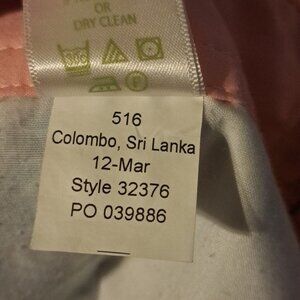 OR
DRY CLEAN
516
Colombo, Sri Lanka
12-Mar
Style 32376
PO 039886